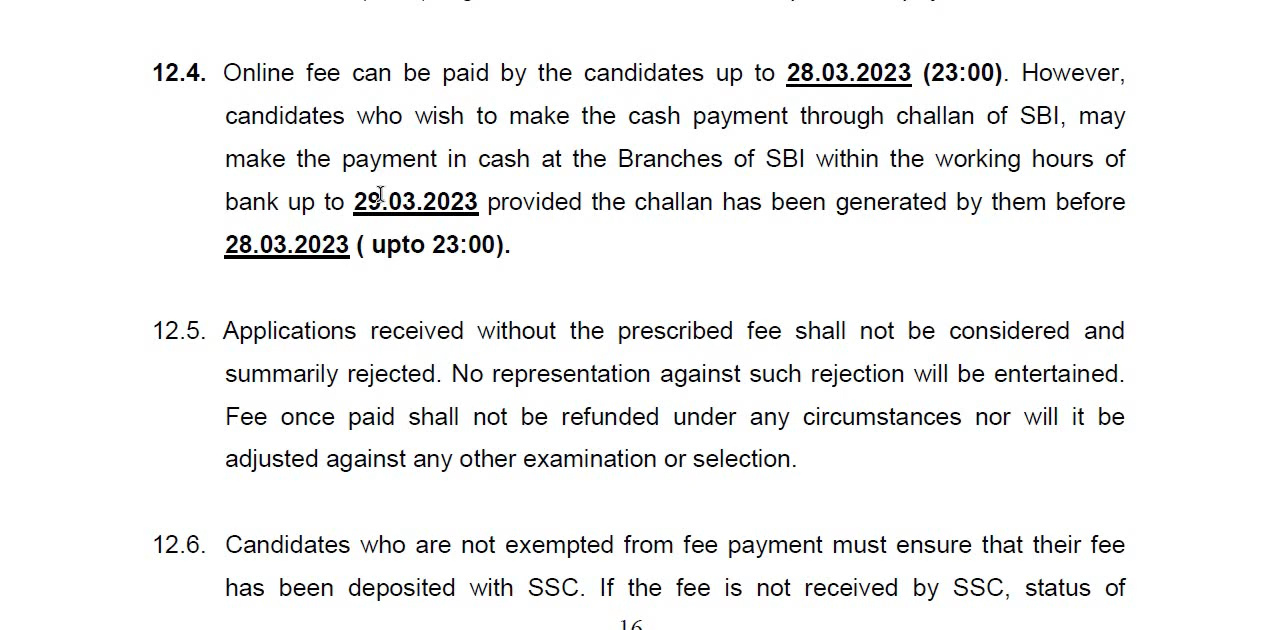 12.4. Online fee can be paid by the candidates up to 28.03.2023 (23:00). However,
candidates who wish to make the cash payment through challan of SBI, may
make the payment in cash at the Branches of SBI within the working hours of
bank up to 29.03.2023 provided the challan has been generated by them before
28.03.2023 ( upto 23:00).
12.5. Applications received without the prescribed fee shall not be considered and
summarily rejected. No representation against such rejection will be entertained.
Fee once paid shall not be refunded under any circumstances nor will it be
adjusted against any other examination or selection.
12.6. Candidates who are not exempted from fee payment must ensure that their fee
has been deposited with SSC. If the fee is not received by SSC, status of
16